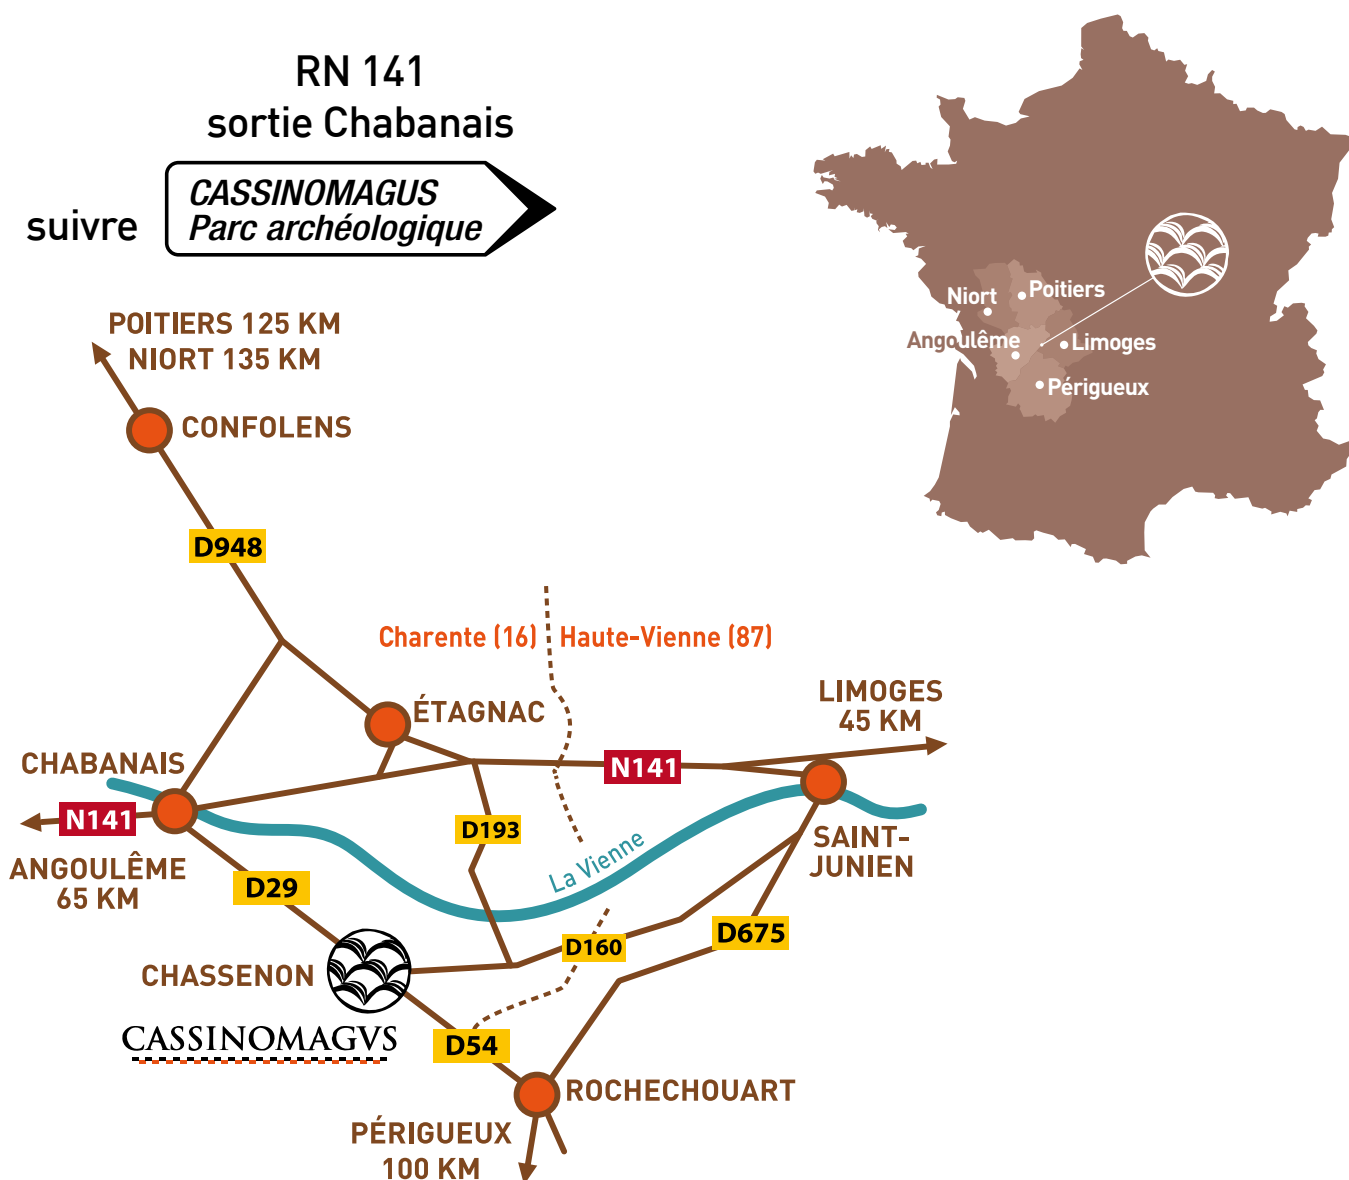 RN 141
sortie Chabanais
suivre
CASSINOMAGUS
Parc archéologique
Niort
Poitiers
Angoulême
Limoges
Périgueux
POITIERS 125 KM
NIORT 135 KM
CONFOLENS
D948
Charente (16)
Haute-Vienne (87)
ÉTAGNAC
LIMOGES
45 KM
CHABANAIS
N141
N141
ANGOULÊME
65 KM
D193
La Vienne
SAINT-
JUNIEN
D29
D160
D675
CHASSENON
CASSINOMAGVS
D54
ROCHECHOUART
PÉRIGUEUX
100 KM